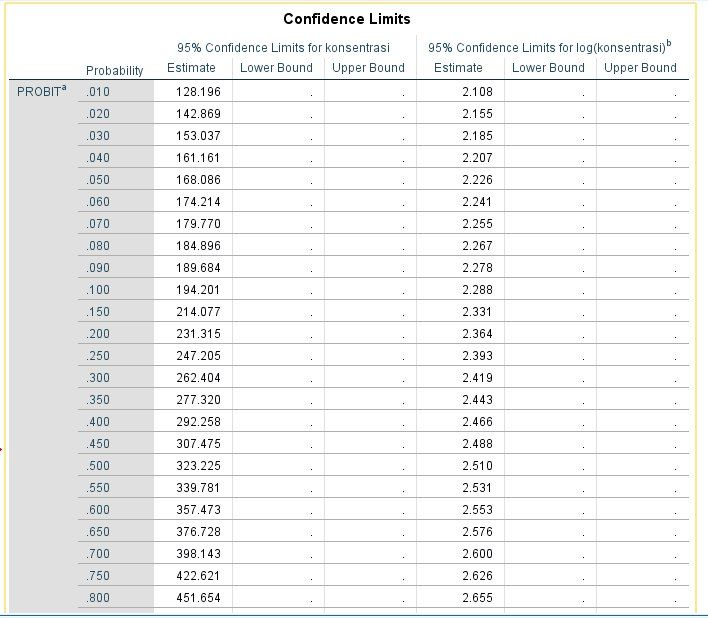 Confidence Limits
95% Confidence Limits for konsentrasi 95% Confidence Limits for log(konsentrasi)b
Probability Estimate Lower Bound Upper Bound Estimate Lower Bound Upper Bound
PROBITa .010 128.196 . . 2.108 . .
.020 142.869 . . 2.155 . .
.030 153.037 . . 2.185 . .
.040 161.161 . . 2.207 . .
.050 168.086 . . 2.226 . .
.060 174.214 . . 2.241 . .
.070 179.770 . . 2.255 . .
.080 184.896 . . 2.267 . .
.090 189.684 . . 2.278 . .
.100 194.201 . . 2.288 . .
.150 214.077 . . 2.331 . .
.200 231.315 . . 2.364 . .
.250 247.205 . . 2.393 . .
.300 262.404 . . 2.419 . .
.350 277.320 . . 2.443 . .
.400 292.258 . . 2.466 . .
.450 307.475 . . 2.488 . .
.500 323.225 . . 2.510 . .
.550 339.781 . . 2.531 . .
.600 357.473 . . 2.553 . .
.650 376.728 . . 2.576 . .
.700 398.143 . . 2.600 . .
.750 422.621 . . 2.626 . .
.800 451.654 . . 2.655 . .